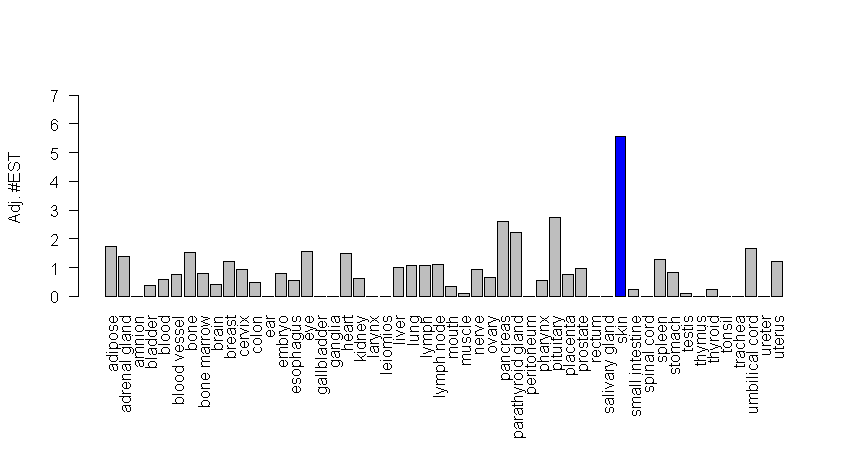 7
6
5
4
3
2
1
0
Adj. #EST
adipose
adrenal gland
amnion
bladder
blood
blood vessel
bone
bone marrow
brain
breast
cervix
colon
ear
embryo
esophagus
eye
gallbladder
ganglia
heart
kidney
larynx
leiomios
liver
lung
lymph
lymph node
mouth
muscle
nerve
ovary
pancreas
parathyroid gland
peritoneum
pharynx
pituitary
placenta
prostate
rectum
salivary gland
skin
small intestine
spinal cord
spleen
stomach
testis
thymus
thyroid
tonsil
trachea
umbilical cord
ureter
uterus